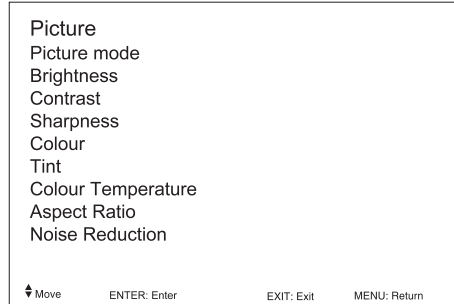 Picture
Picture mode
Brightness
Contrast
Sharpness
Colour
Tint
Colour Temperature
Aspect Ratio
Noise Reduction
Move ENTER: Enter EXIT: Exit MENU: Return